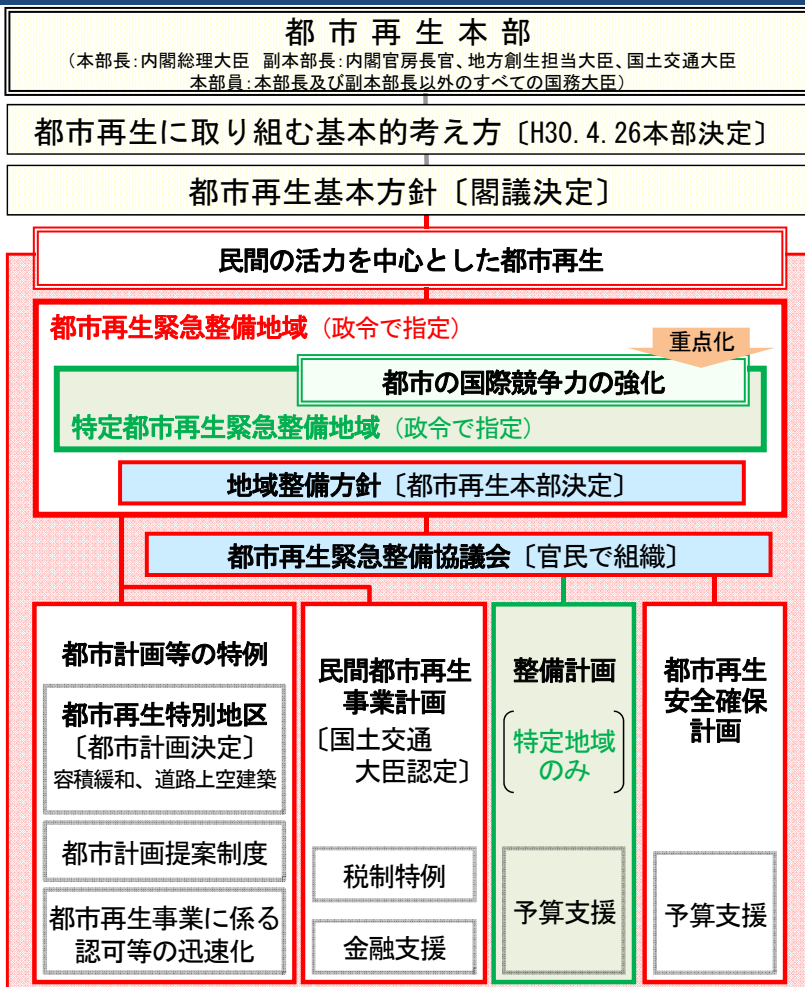 都市再生本部
（本部長：内閣総理大臣 副本部長：内閣官房長官、地方創生担当大臣、国土交通大臣
本部員：本部長及び副本部長以外のすべての国務大臣）
都市再生に取り組む基本的考え方〔H30.4.26本部決定〕
都市再生基本方針〔閣議決定〕
民間の活力を中心とした都市再生
都市再生緊急整備地域（政令で指定）
重点化
都市の国際競争力の強化
特定都市再生緊急整備地域（政令で指定）
地域整備方針〔都市再生本部決定〕
都市再生緊急整備協議会〔官民で組織〕
都市計画等の特例
都市再生特別地区
〔都市計画決定〕
容積緩和、道路上空建築
都市計画提案制度
都市再生事業に係る
認可等の迅速化
民間都市再生
事業計画
〔国土交通
大臣認定〕
税制特例
金融支援
整備計画
特定地域
のみ
予算支援
都市再生
安全確保
計画
予算支援